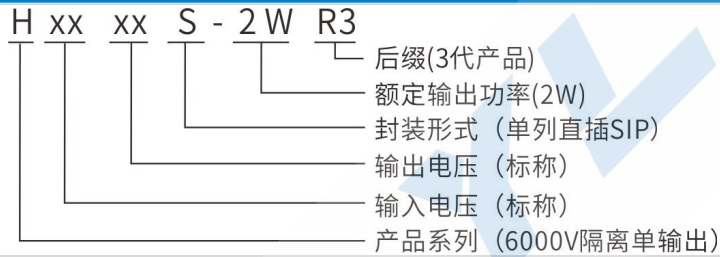 H xx xx S - 2W R3
后缀(3代产品)
额定输出功率(2W)
封装形式（单列直插SIP）
输出电压（标称）
输入电压（标称）
产品系列（6000V隔离单输出）